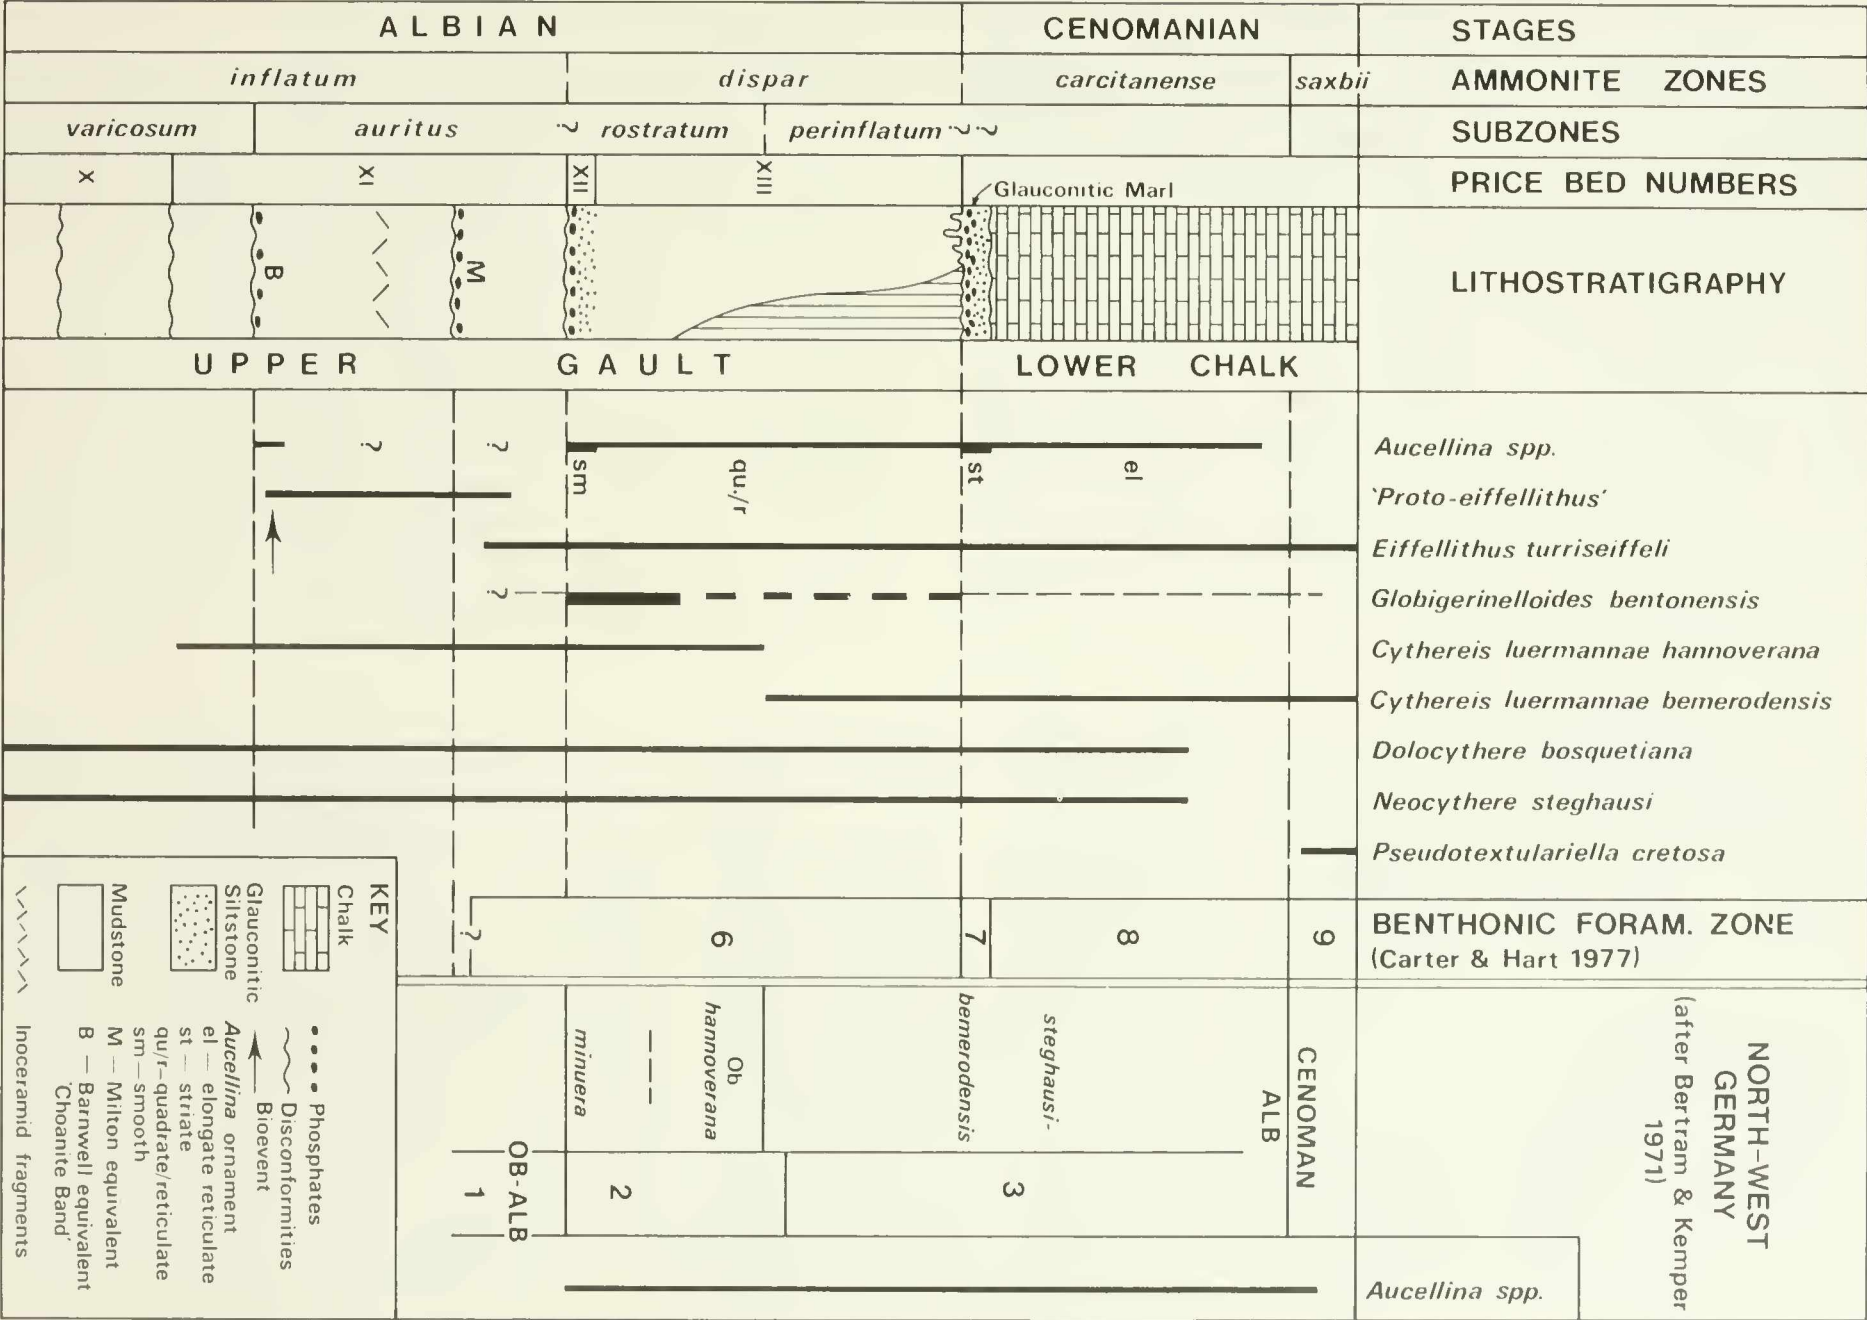 ALBIAN CENOMANIAN STAGES
inflatum dispar carcitanense saxbii AMMONITE ZONES
varicosum auritus ? rostratum perinflatum ? ? SUBZONES
X XI XII XIII PRICE BED NUMBERS
Glauconitic Marl
B M LITHOSTRATIGRAPHY
UPPER GAULT LOWER CHALK
? ? Aucellina spp.
sm qu./r st el
'Proto-eiffellithus'
Eiffellithus turriseiffeli
? Globigerinelloides bentonensis
Cythereis luermannae hannoverana
Cythereis luermannae bemerodensis
Dolocythere bosquetiana
Neocythere steghausi
Pseudotextulariella cretosa
? 6 7 8 9 BENTHONIC FORAM. ZONE
(Carter & Hart 1977)
KEY
Chalk
Glauconitic
Siltstone
Mudstone
Inoceramid fragments
Phosphates
Disconformities
Bioevent
Aucellina ornament
el — elongate reticulate
st — striate
qu/r-quadrate/reticulate
sm — smooth
M — Milton equivalent
B — Barnwell equivalent
'Choanite Band'
minuera
Ob
hannoverana
steghausi-
bemerodensis
CENOMAN
ALB
OB-ALB
1 2 3
NORTH-WEST
GERMANY
(after Bertram & Kemper
1971)
Aucellina spp.